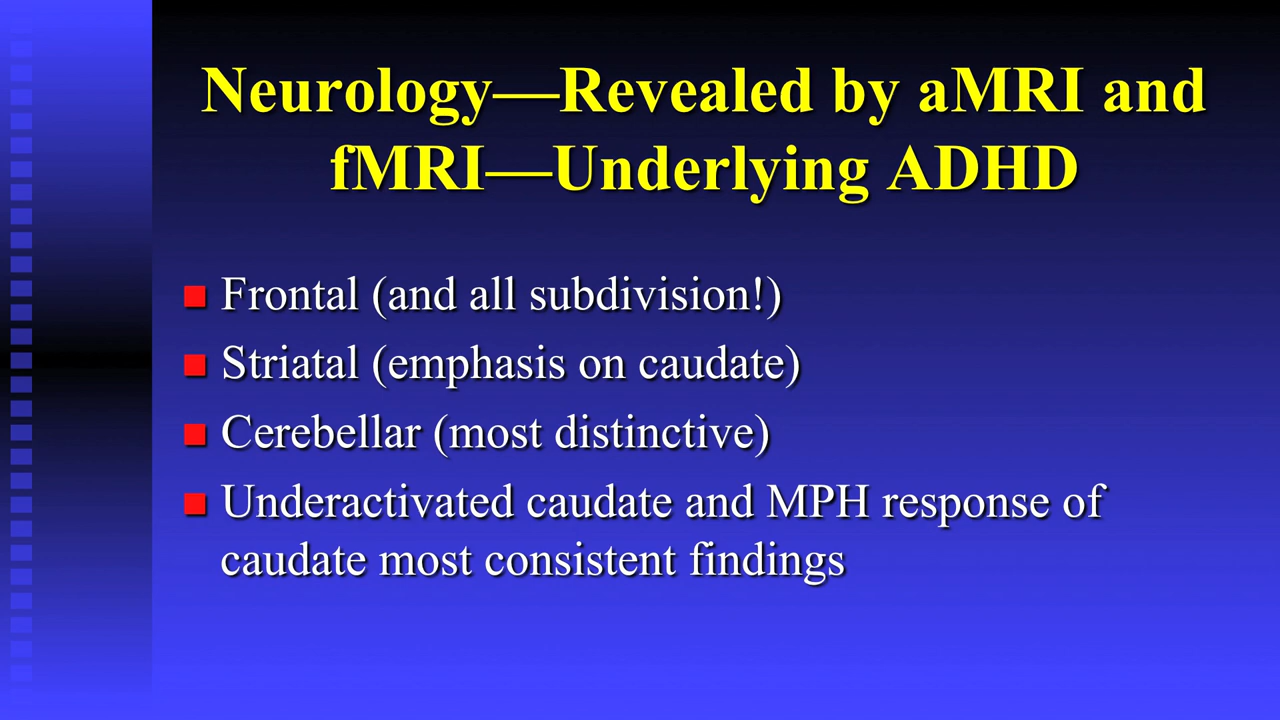 Neurology—Revealed by aMRI and
fMRI—Underlying ADHD
Frontal (and all subdivision!)
Striatal (emphasis on caudate)
Cerebellar (most distinctive)
Underactivated caudate and MPH response of
caudate most consistent findings